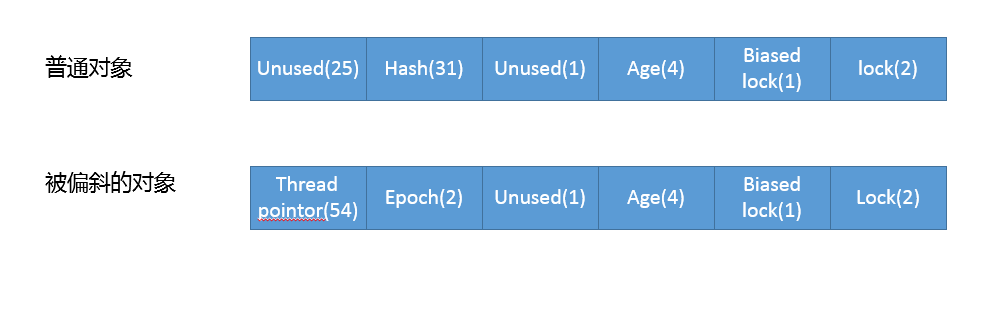 普通对象
Unused(25)
Hash(31)
Unused(1)
Age(4)
Biased
lock(1)
lock(2)
被偏斜的对象
Thread
pointor(54)
Epoch(2)
Unused(1)
Age(4)
Biased
lock(1)
Lock(2)